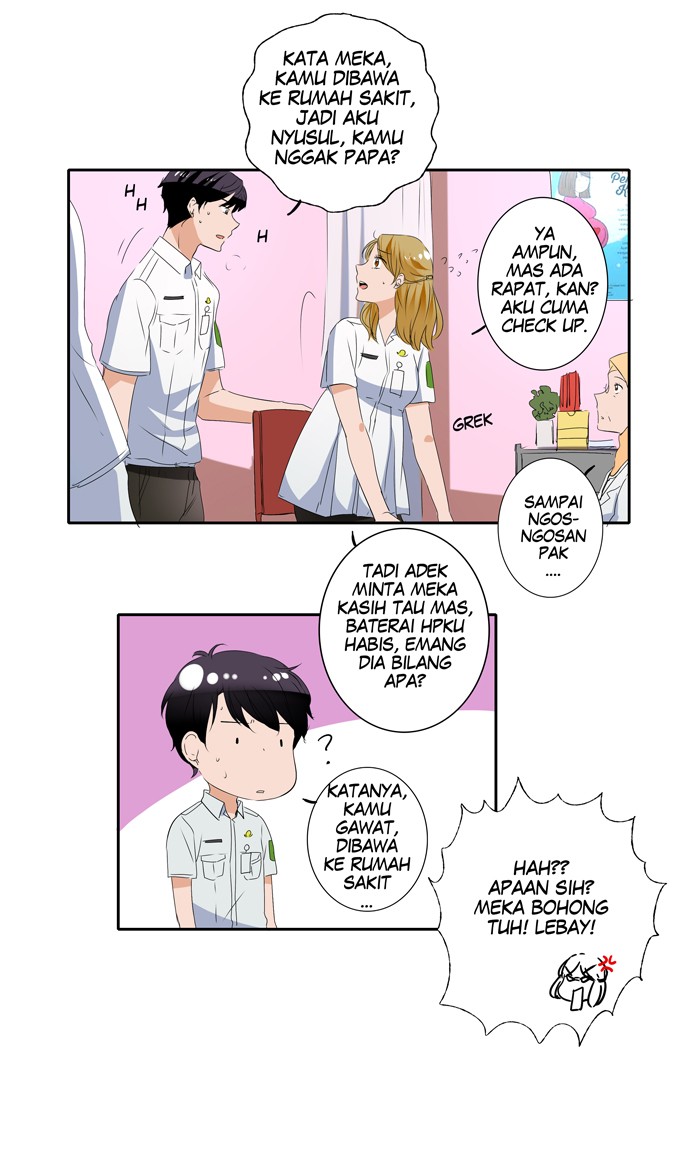 KATA MEKA,
KAMU DIBAWA
KE RUMAH SAKIT,
JADI AKU
NYUSUL, KAMU
NGGAK PAPA?
H
H
H
YA
AMPUN,
MAS ADA
RAPAT, KAN?
AKU CUMA
CHECK UP.
GREK
SAMPAI
NGOS-
NGOSAN
PAK
....
TADI ADEK
MINTA MEKA
KASIH TAU MAS,
BATERAI HPKU
HABIS, EMANG
DIA BILANG
APA?
?
KATANYA,
KAMU
GAWAT,
DIBAWA
KE RUMAH
SAKIT
...
HAH??
APAAN SIH?
MEKA BOHONG
TUH! LEBAY!